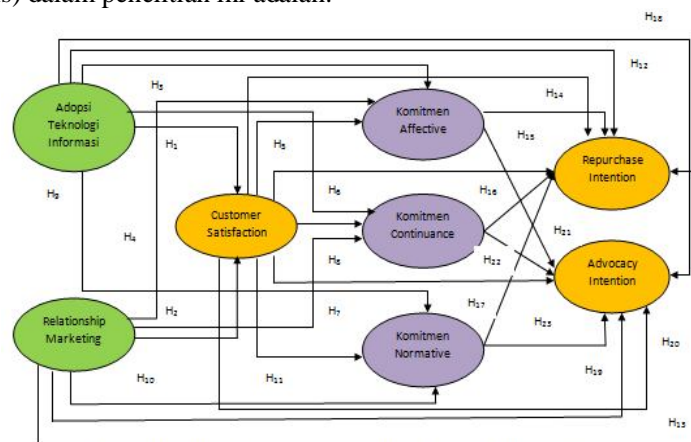 s) dalam penelitian ini adalah:
H18
H12
H3
H14
Adopsi
Teknologi
Informasi
Komitmen
Affective
H1
H5
H15
Repurchase
Intention
H9
H6
H16
Customer
Satisfaction
Komitmen
Continuance
H4
H21
H8
H22
Advocacy
Intention
Relationship
Marketing
H2
H7
H17
Komitmen
Normative
H23
H20
H10
H11
H19
H13